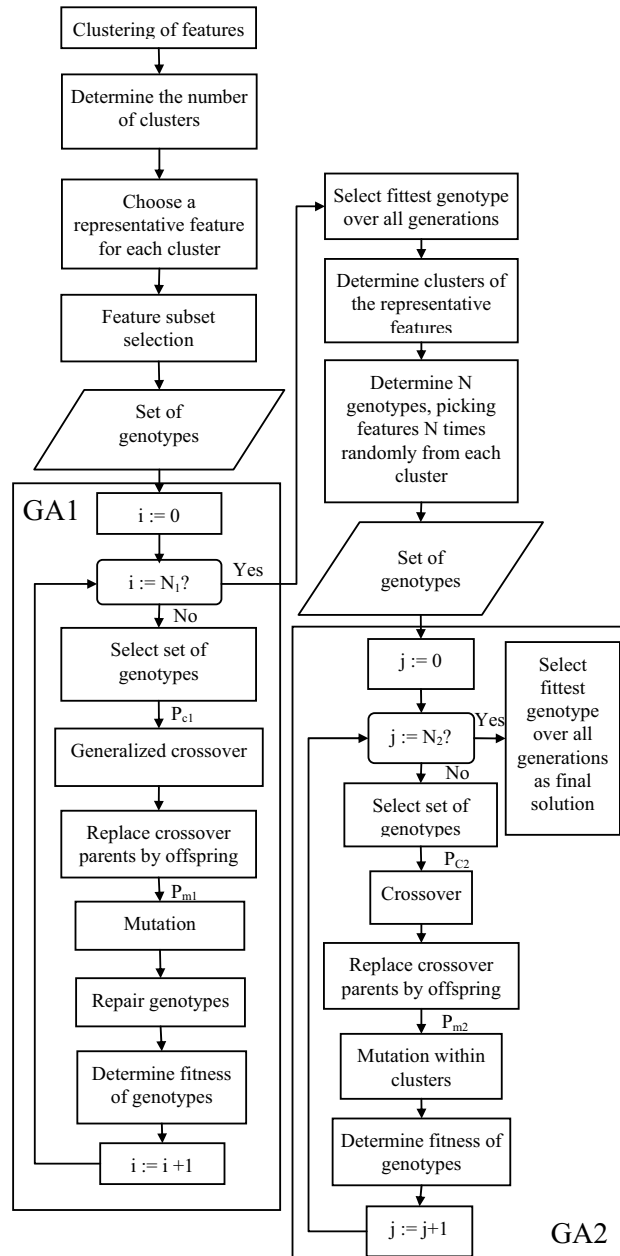 Clustering of features
Determine the number
of clusters
Choose a
representative feature
for each cluster
Feature subset
selection
Set of
genotypes
GA1
i := 0
i := N₁?
Yes
No
Select set of
genotypes
P_c1
Generalized crossover
Replace crossover
parents by offspring
P_m1
Mutation
Repair genotypes
Determine fitness
of genotypes
i := i +1
Select fittest genotype
over all generations
Determine clusters of
the representative
features
Determine N
genotypes, picking
features N times
randomly from each
cluster
Set of
genotypes
j := 0
j := N₂?
Yes
Select
fittest
genotype
over all
generations
as final
solution
No
Select set of
genotypes
P_C2
Crossover
Replace crossover
parents by offspring
P_m2
Mutation within
clusters
Determine fitness of
genotypes
j := j+1
GA2